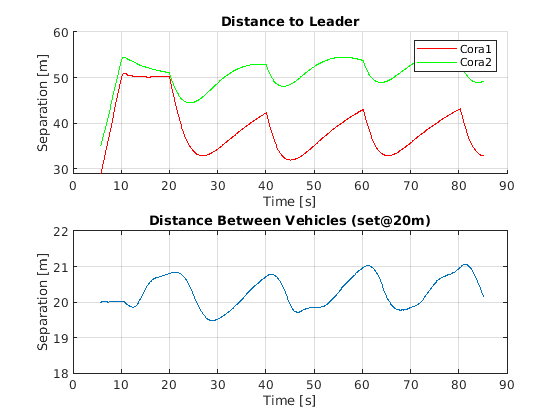 Distance to Leader
60
50
40
30
Separation [m]
Cora1
Cora2
0 10 20 30 40 50 60 70 80 90
Time [s]
Distance Between Vehicles (set@20m)
22
21
20
19
18
Separation [m]
0 10 20 30 40 50 60 70 80 90
Time [s]